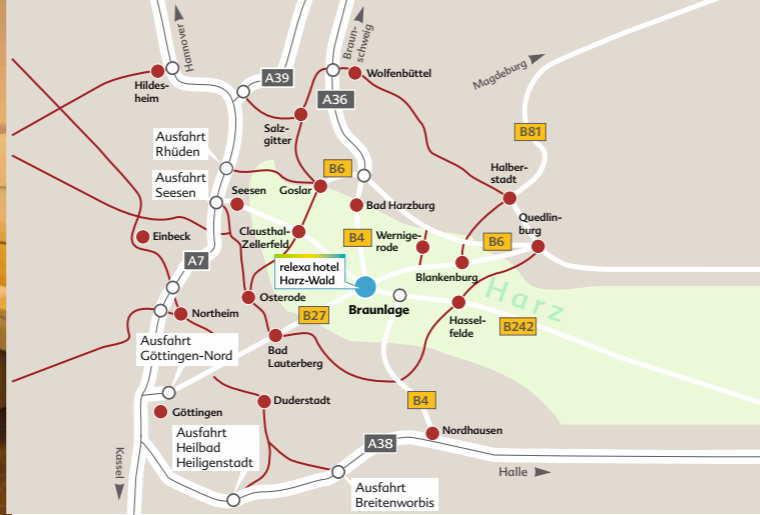 Hannover
Braun-
schweig
Magdeburg
Hildes-
heim
A39
Wolfenbüttel
A36
Salz-
gitter
B81
Ausfahrt
Rhüden
B6
Halber-
stadt
Ausfahrt
Seesen
Seesen
Goslar
Bad Harzburg
Quedlin-
burg
Einbeck
Clausthal-
Zellerfeld
B4
Wernige-
rode
B6
A7
relexa hotel
Harz-Wald
Blankenburg
Harz
Osterode
Braunlage
Northeim
B27
Hassel-
felde
B242
Ausfahrt
Göttingen-Nord
Bad
Lauterberg
Göttingen
Duderstadt
B4
Ausfahrt
Heilbad
Heiligenstadt
Nordhausen
A38
Kassel
Halle
Ausfahrt
Breitenworbis